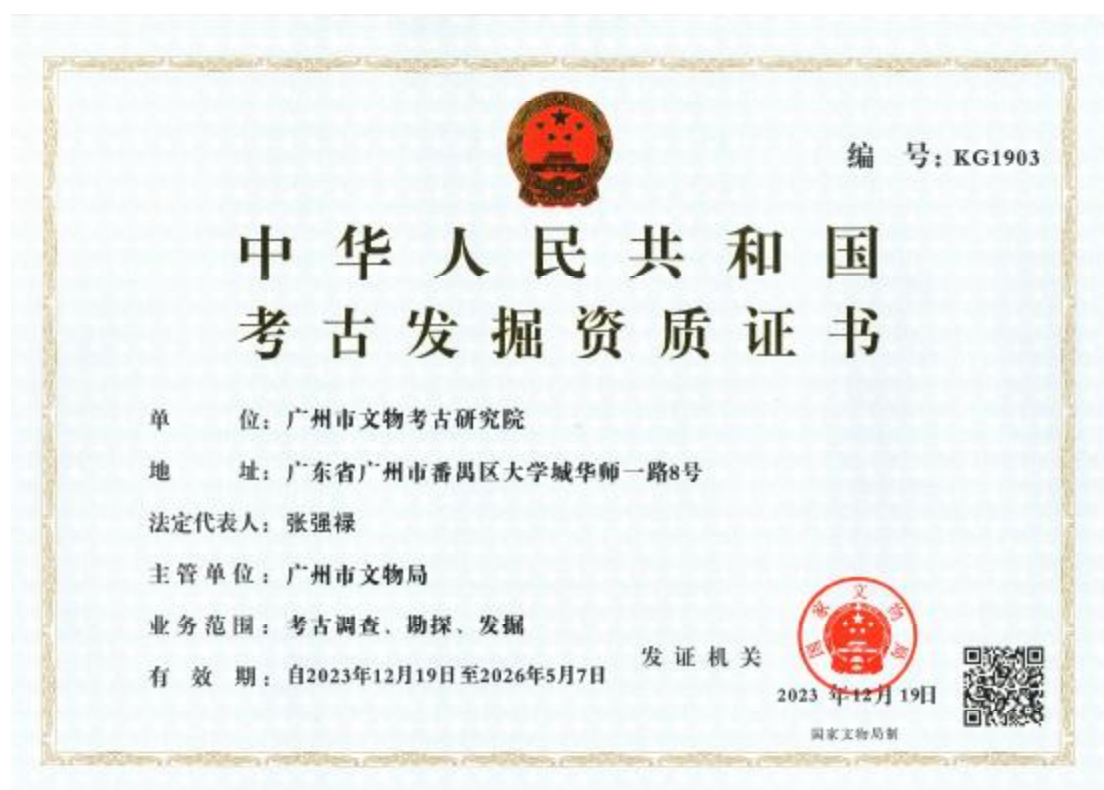 编 号：KG1903
中华人民共和国
考古发掘资质证书
单 位：广州市文物考古研究院
地 址：广东省广州市番禺区大学城华师一路8号
法定代表人：张强禄
主管单位：广州市文物局
业务范围：考古调查、勘探、发掘
有 效 期：自2023年12月19日至2026年5月7日
发证机关
国家文物局
2023 年 12月 19日
国家文物局制